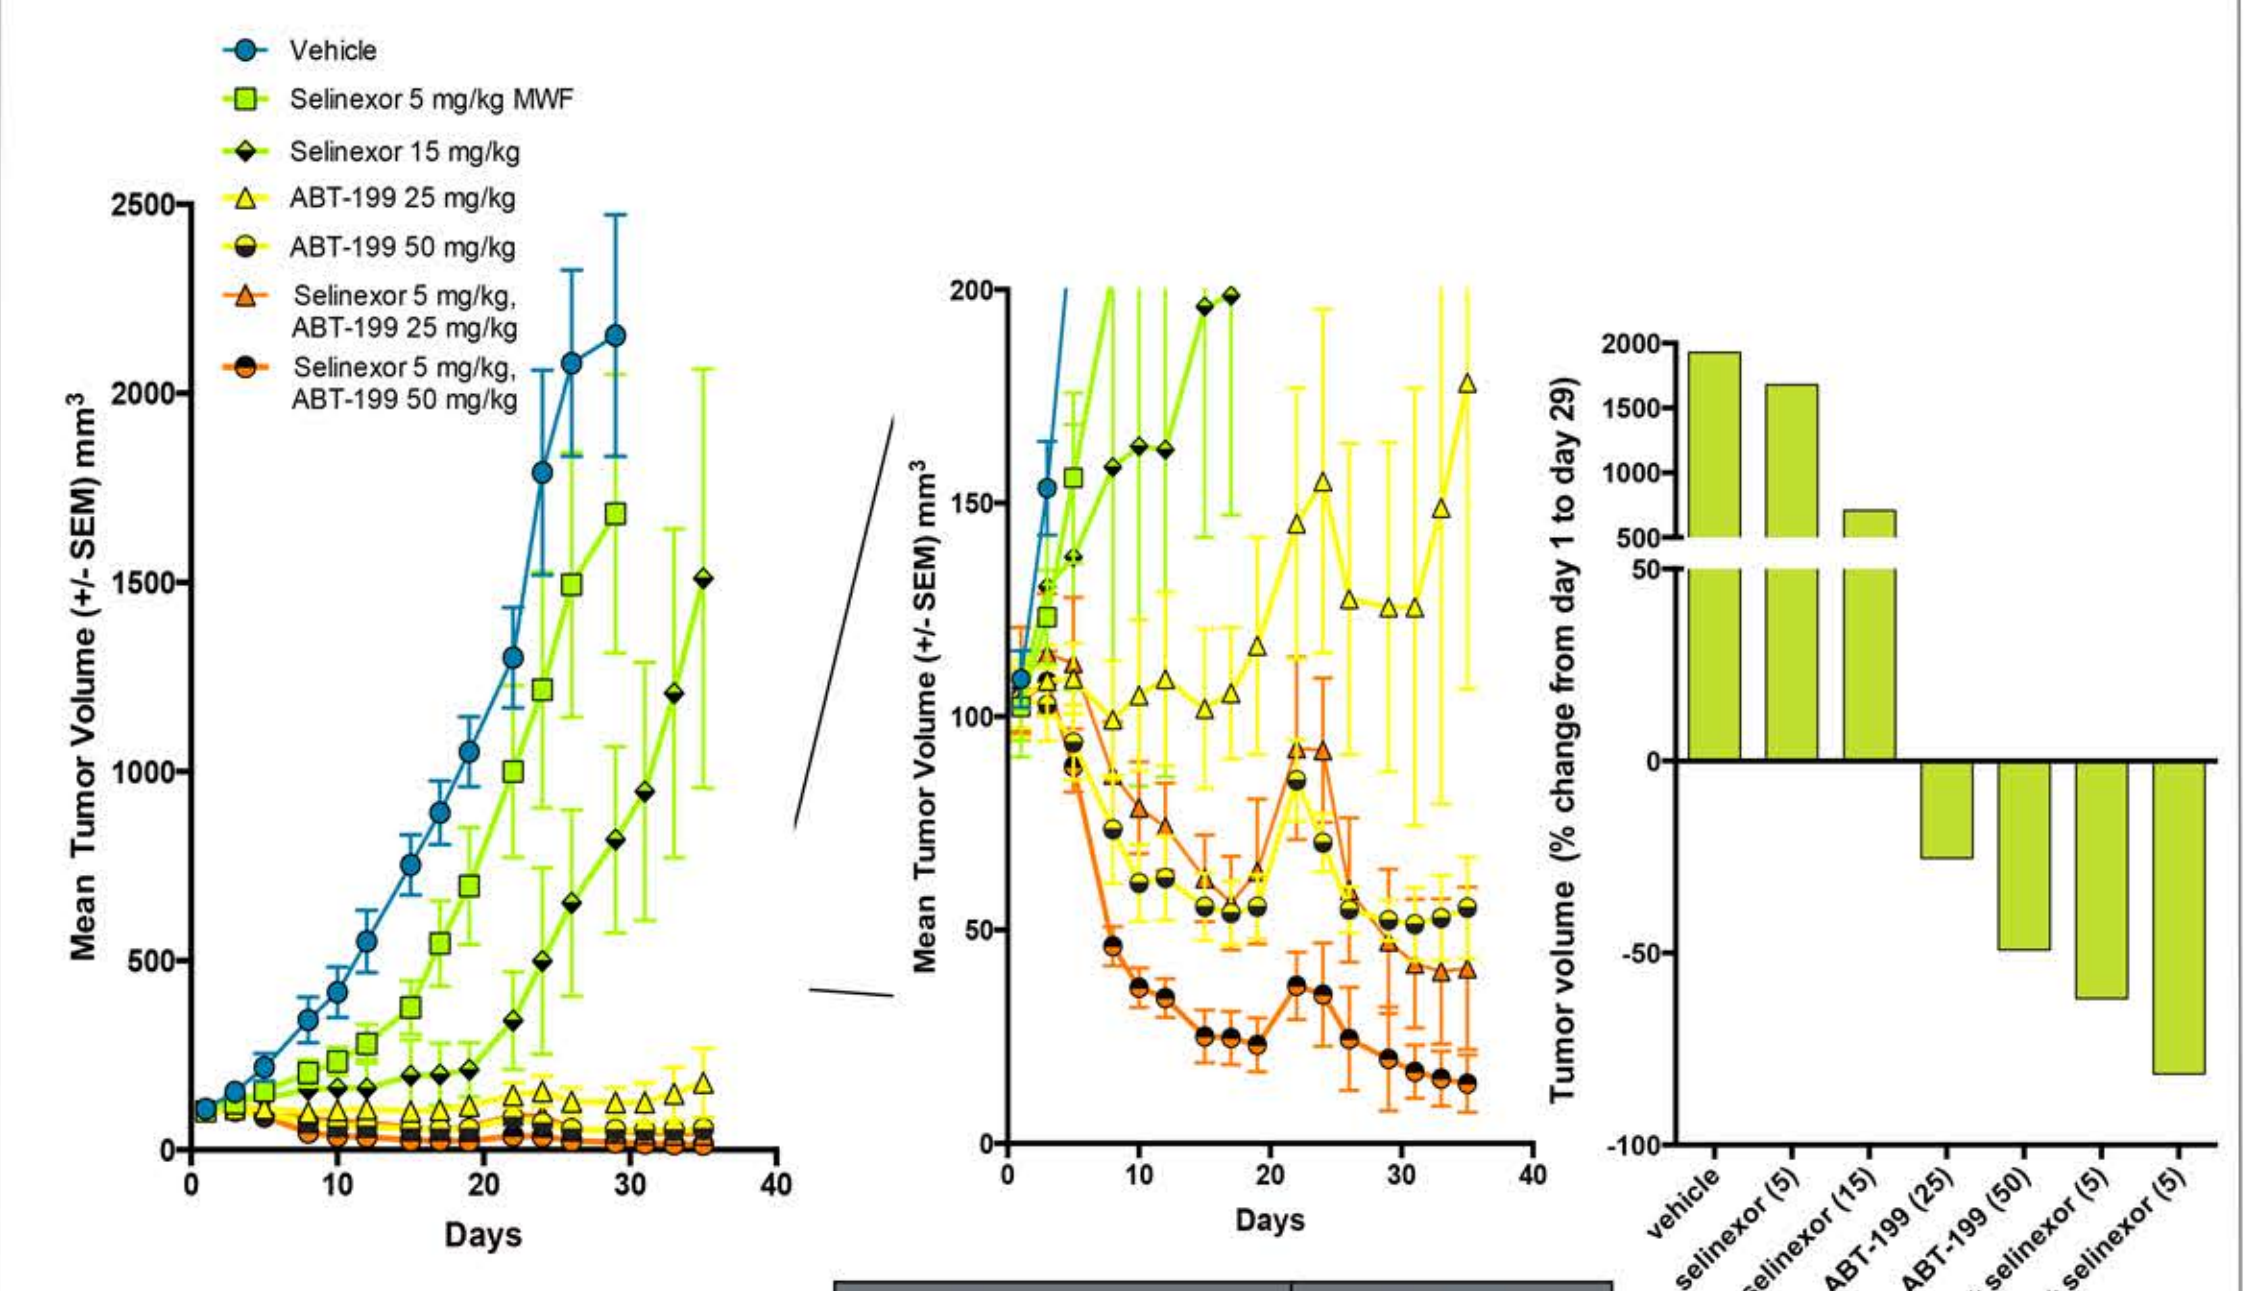 Vehicle
Selinexor 5 mg/kg MWF
Selinexor 15 mg/kg
ABT-199 25 mg/kg
ABT-199 50 mg/kg
Selinexor 5 mg/kg,
ABT-199 25 mg/kg
Selinexor 5 mg/kg,
ABT-199 50 mg/kg
Mean Tumor Volume (+/- SEM) mm³
2500
2000
1500
1000
500
0
0 10 20 30 40
Days
Mean Tumor Volume (+/- SEM) mm³
200
150
100
50
0
0 10 20 30 40
Days
Tumor volume (% change from day 1 to day 29)
2000
1500
1000
500
50
0
-50
-100
vehicle
selinexor (5)
selinexor (15)
ABT-199 (25)
ABT-199 (50)
selinexor (5)
selinexor (5)